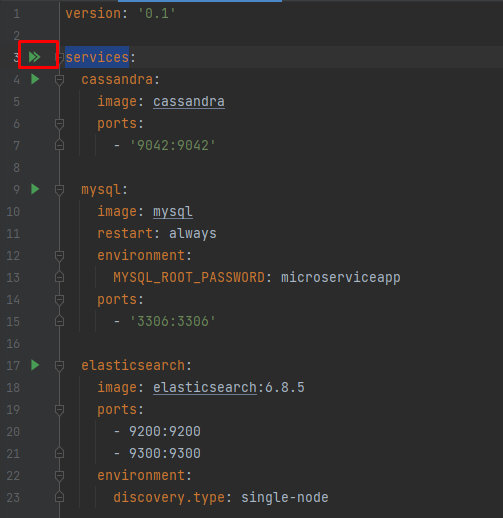 1 version: '0.1'
2
3 services:
4 cassandra:
5 image: cassandra
6 ports:
7 - '9042:9042'
8
9 mysql:
10 image: mysql
11 restart: always
12 environment:
13 MYSQL_ROOT_PASSWORD: microserviceapp
14 ports:
15 - '3306:3306'
16
17 elasticsearch:
18 image: elasticsearch:6.8.5
19 ports:
20 - 9200:9200
21 - 9300:9300
22 environment:
23 discovery.type: single-node